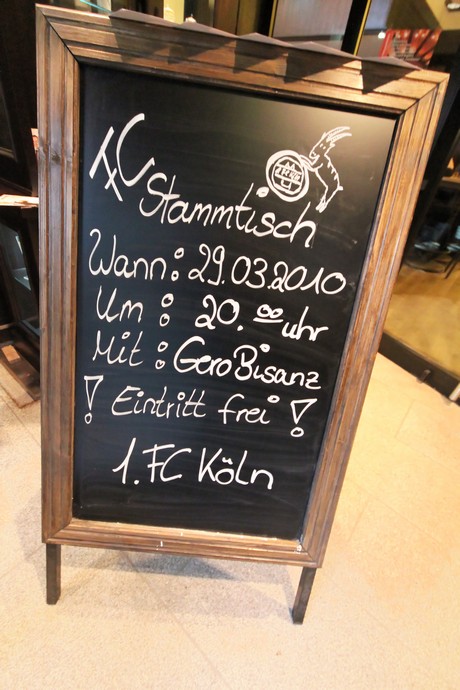 FC
Stammtisch
Wann: 29.03.2010
Um : 20.00 uhr
Mit : Gero Bisanz
! Eintritt frei !
1. FC Köln